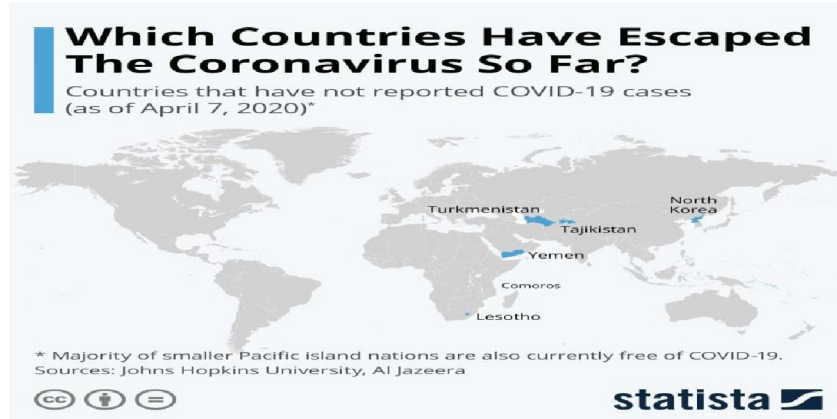 Which Countries Have Escaped
The Coronavirus So Far?
Countries that have not reported COVID-19 cases
(as of April 7, 2020)*
North
Turkmenistan Korea
Tajikistan
Yemen
Comoros
Lesotho
* Majority of smaller Pacific island nations are also currently free of COVID-19.
Sources: Johns Hopkins University, Al Jazeera
cc statista